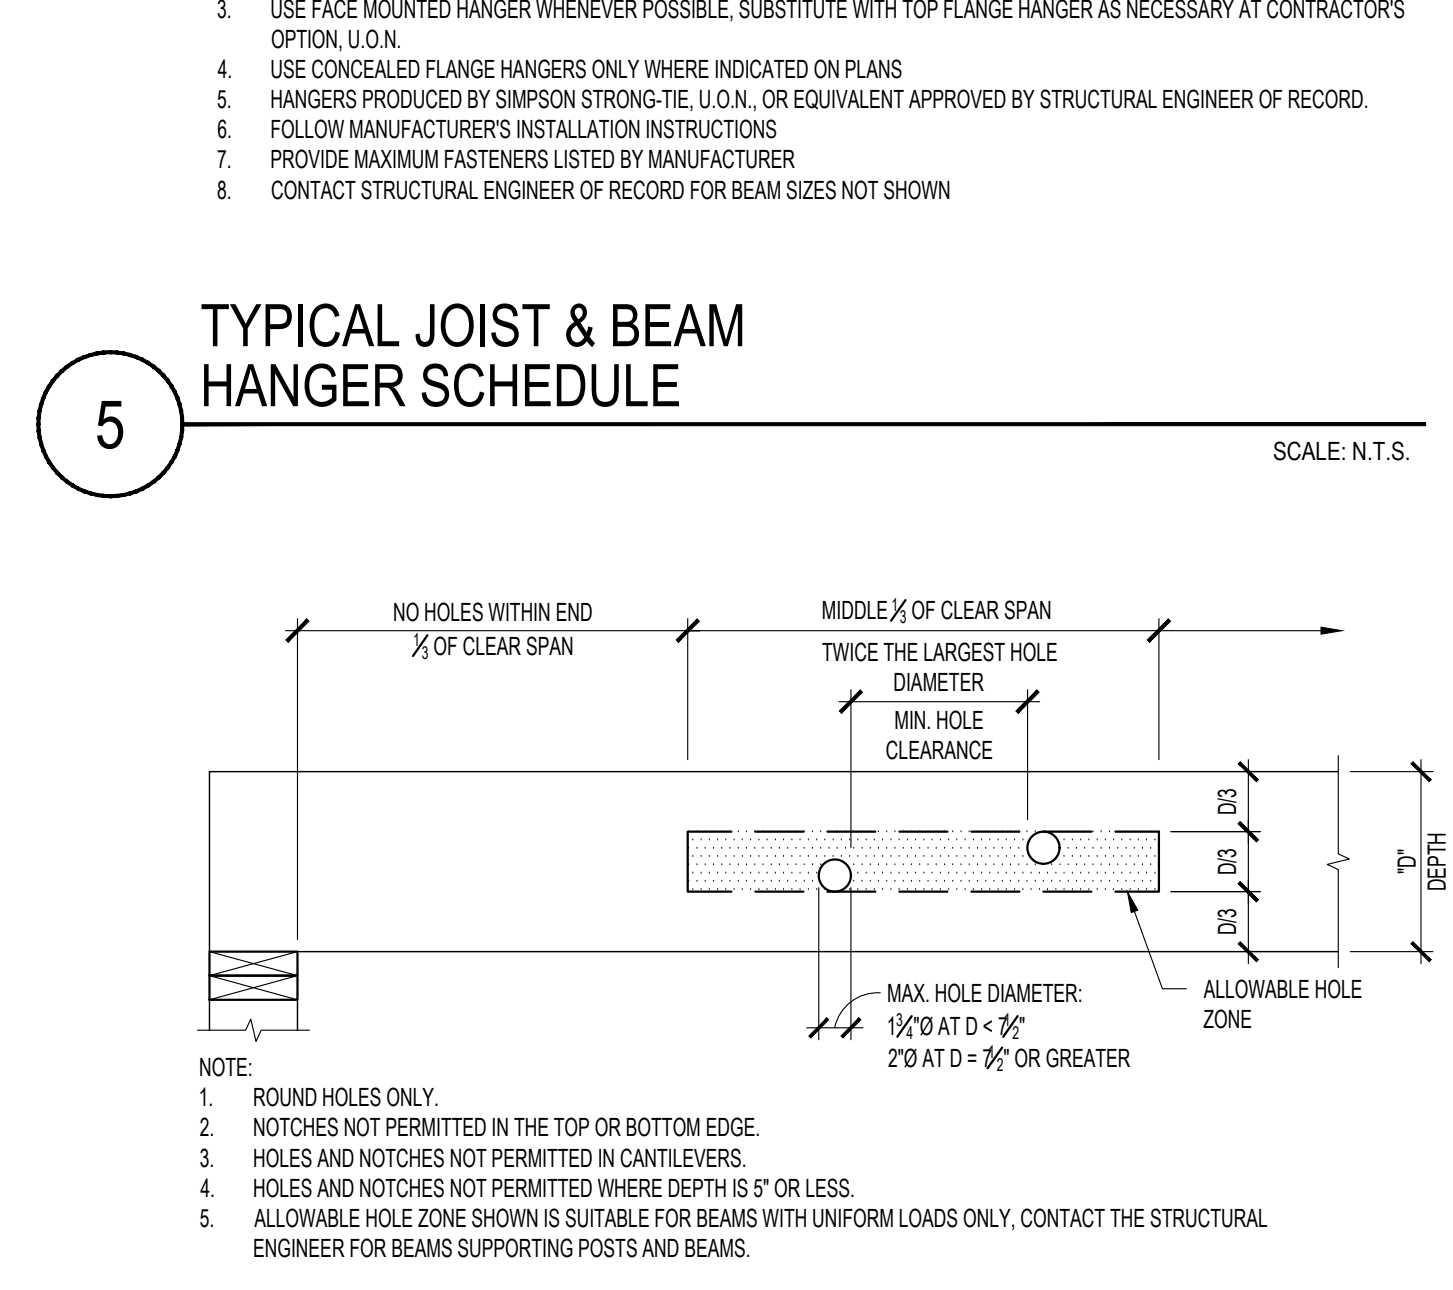 3. USE FACE MOUNTED HANGER WHENEVER POSSIBLE, SUBSTITUTE WITH TOP FLANGE HANGER AS NECESSARY AT CONTRACTOR'S
OPTION, U.O.N.
4. USE CONCEALED FLANGE HANGERS ONLY WHERE INDICATED ON PLANS
5. HANGERS PRODUCED BY SIMPSON STRONG-TIE, U.O.N., OR EQUIVALENT APPROVED BY STRUCTURAL ENGINEER OF RECORD.
6. FOLLOW MANUFACTURER'S INSTALLATION INSTRUCTIONS
7. PROVIDE MAXIMUM FASTENERS LISTED BY MANUFACTURER
8. CONTACT STRUCTURAL ENGINEER OF RECORD FOR BEAM SIZES NOT SHOWN
5
TYPICAL JOIST & BEAM
HANGER SCHEDULE
SCALE: N.T.S.
NO HOLES WITHIN END
1/3 OF CLEAR SPAN
MIDDLE 1/3 OF CLEAR SPAN
TWICE THE LARGEST HOLE
DIAMETER
MIN. HOLE
CLEARANCE
D/3
D/3
D/3
"D"
DEPTH
MAX. HOLE DIAMETER:
1 3/4"Ø AT D < 7 1/2"
2"Ø AT D = 7 1/2" OR GREATER
ALLOWABLE HOLE
ZONE
NOTE:
1. ROUND HOLES ONLY.
2. NOTCHES NOT PERMITTED IN THE TOP OR BOTTOM EDGE.
3. HOLES AND NOTCHES NOT PERMITTED IN CANTILEVERS.
4. HOLES AND NOTCHES NOT PERMITTED WHERE DEPTH IS 5" OR LESS.
5. ALLOWABLE HOLE ZONE SHOWN IS SUITABLE FOR BEAMS WITH UNIFORM LOADS ONLY, CONTACT THE STRUCTURAL
ENGINEER FOR BEAMS SUPPORTING POSTS AND BEAMS.